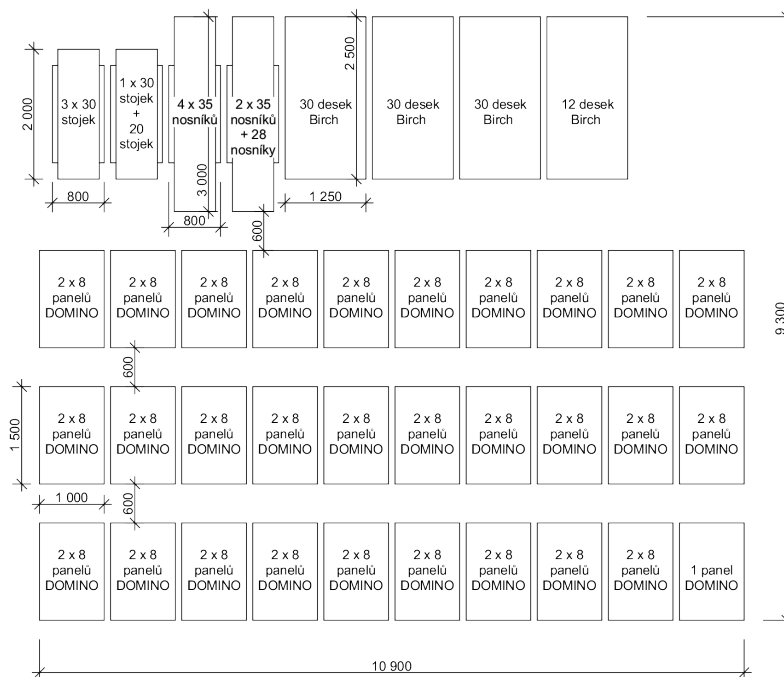 3 x 30
stojek
1 x 30
stojek
+
20
stojek
4 x 35
nosníků
2 x 35
nosníků
+ 28
nosníky
30 desek
Birch
30 desek
Birch
30 desek
Birch
12 desek
Birch
2 000
800
3 000
800
600
2 500
1 250
9 300
2 x 8
panelů
DOMINO
2 x 8
panelů
DOMINO
2 x 8
panelů
DOMINO
2 x 8
panelů
DOMINO
2 x 8
panelů
DOMINO
2 x 8
panelů
DOMINO
2 x 8
panelů
DOMINO
2 x 8
panelů
DOMINO
2 x 8
panelů
DOMINO
2 x 8
panelů
DOMINO
600
1 500
2 x 8
panelů
DOMINO
2 x 8
panelů
DOMINO
2 x 8
panelů
DOMINO
2 x 8
panelů
DOMINO
2 x 8
panelů
DOMINO
2 x 8
panelů
DOMINO
2 x 8
panelů
DOMINO
2 x 8
panelů
DOMINO
2 x 8
panelů
DOMINO
2 x 8
panelů
DOMINO
1 000
600
2 x 8
panelů
DOMINO
2 x 8
panelů
DOMINO
2 x 8
panelů
DOMINO
2 x 8
panelů
DOMINO
2 x 8
panelů
DOMINO
2 x 8
panelů
DOMINO
2 x 8
panelů
DOMINO
2 x 8
panelů
DOMINO
2 x 8
panelů
DOMINO
1 panel
DOMINO
10 900